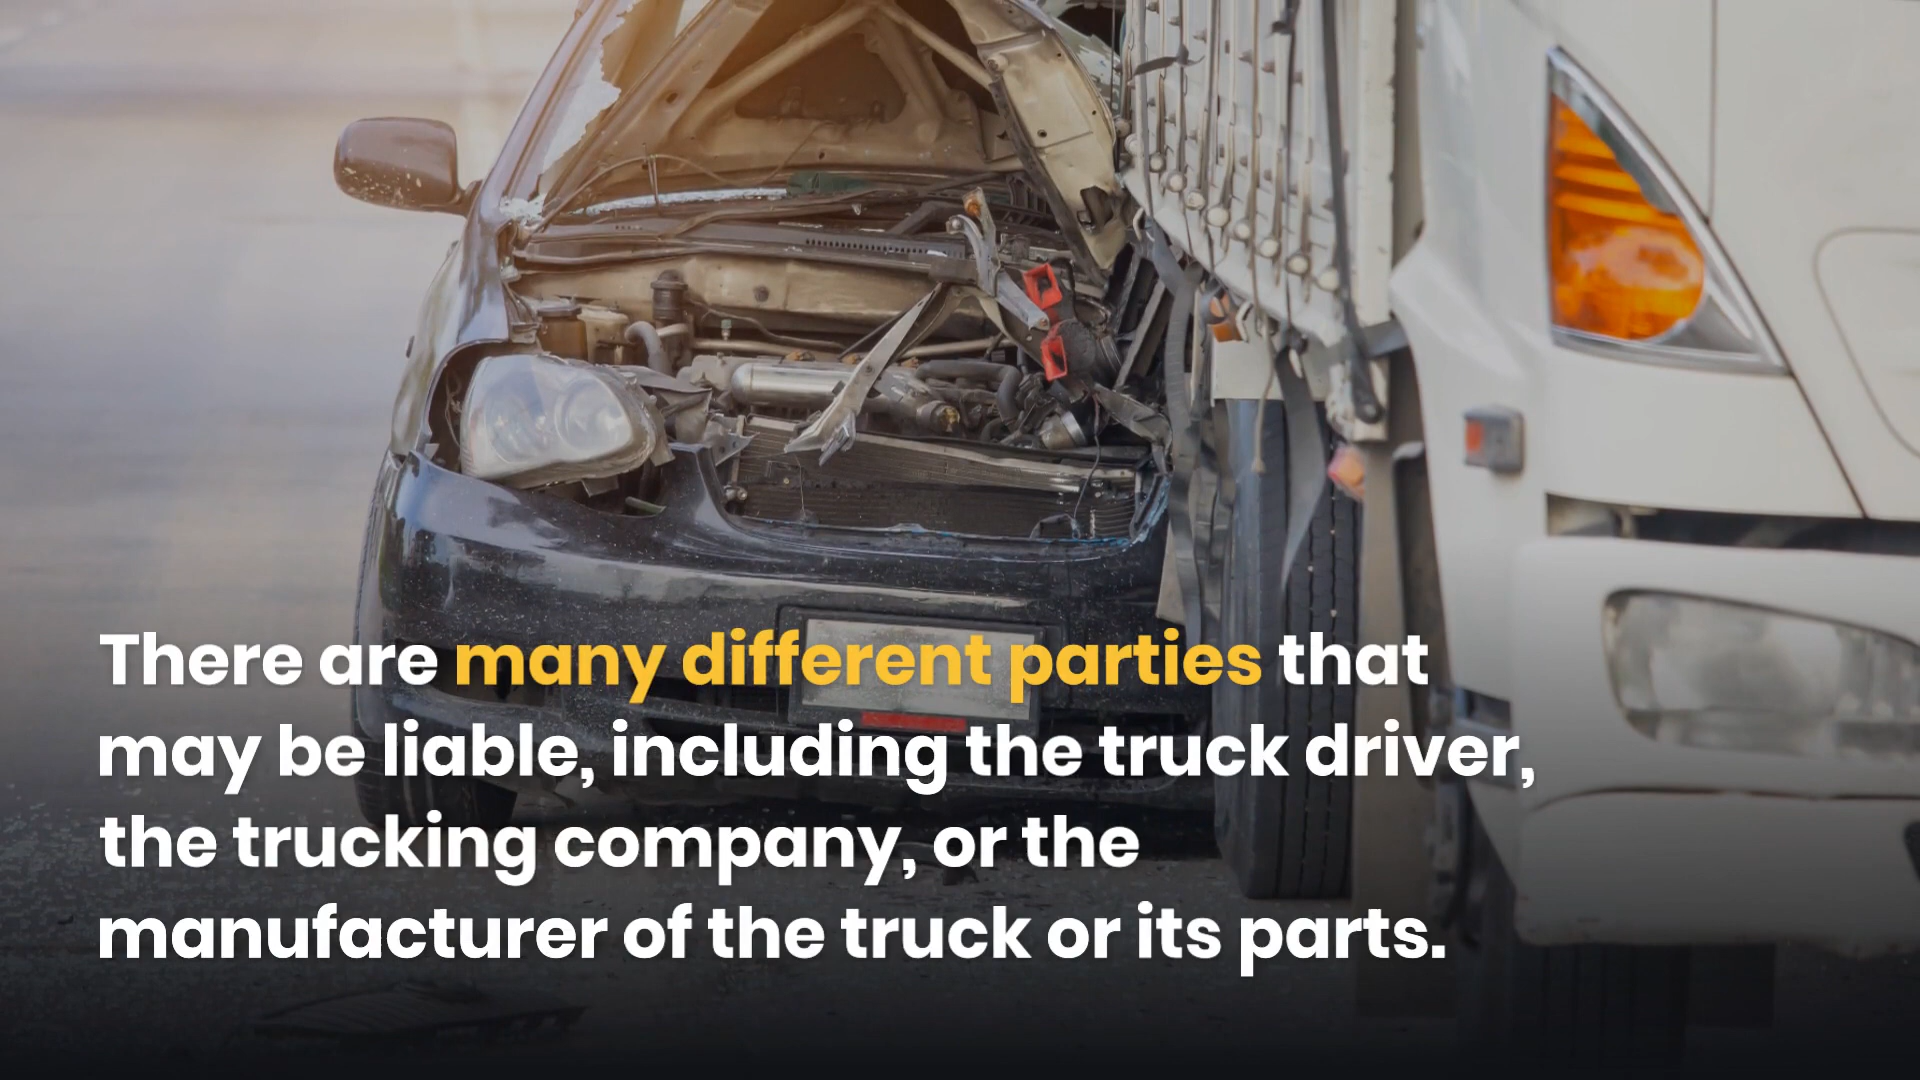 There are many different parties that
may be liable, including the truck driver,
the trucking company, or the
manufacturer of the truck or its parts.